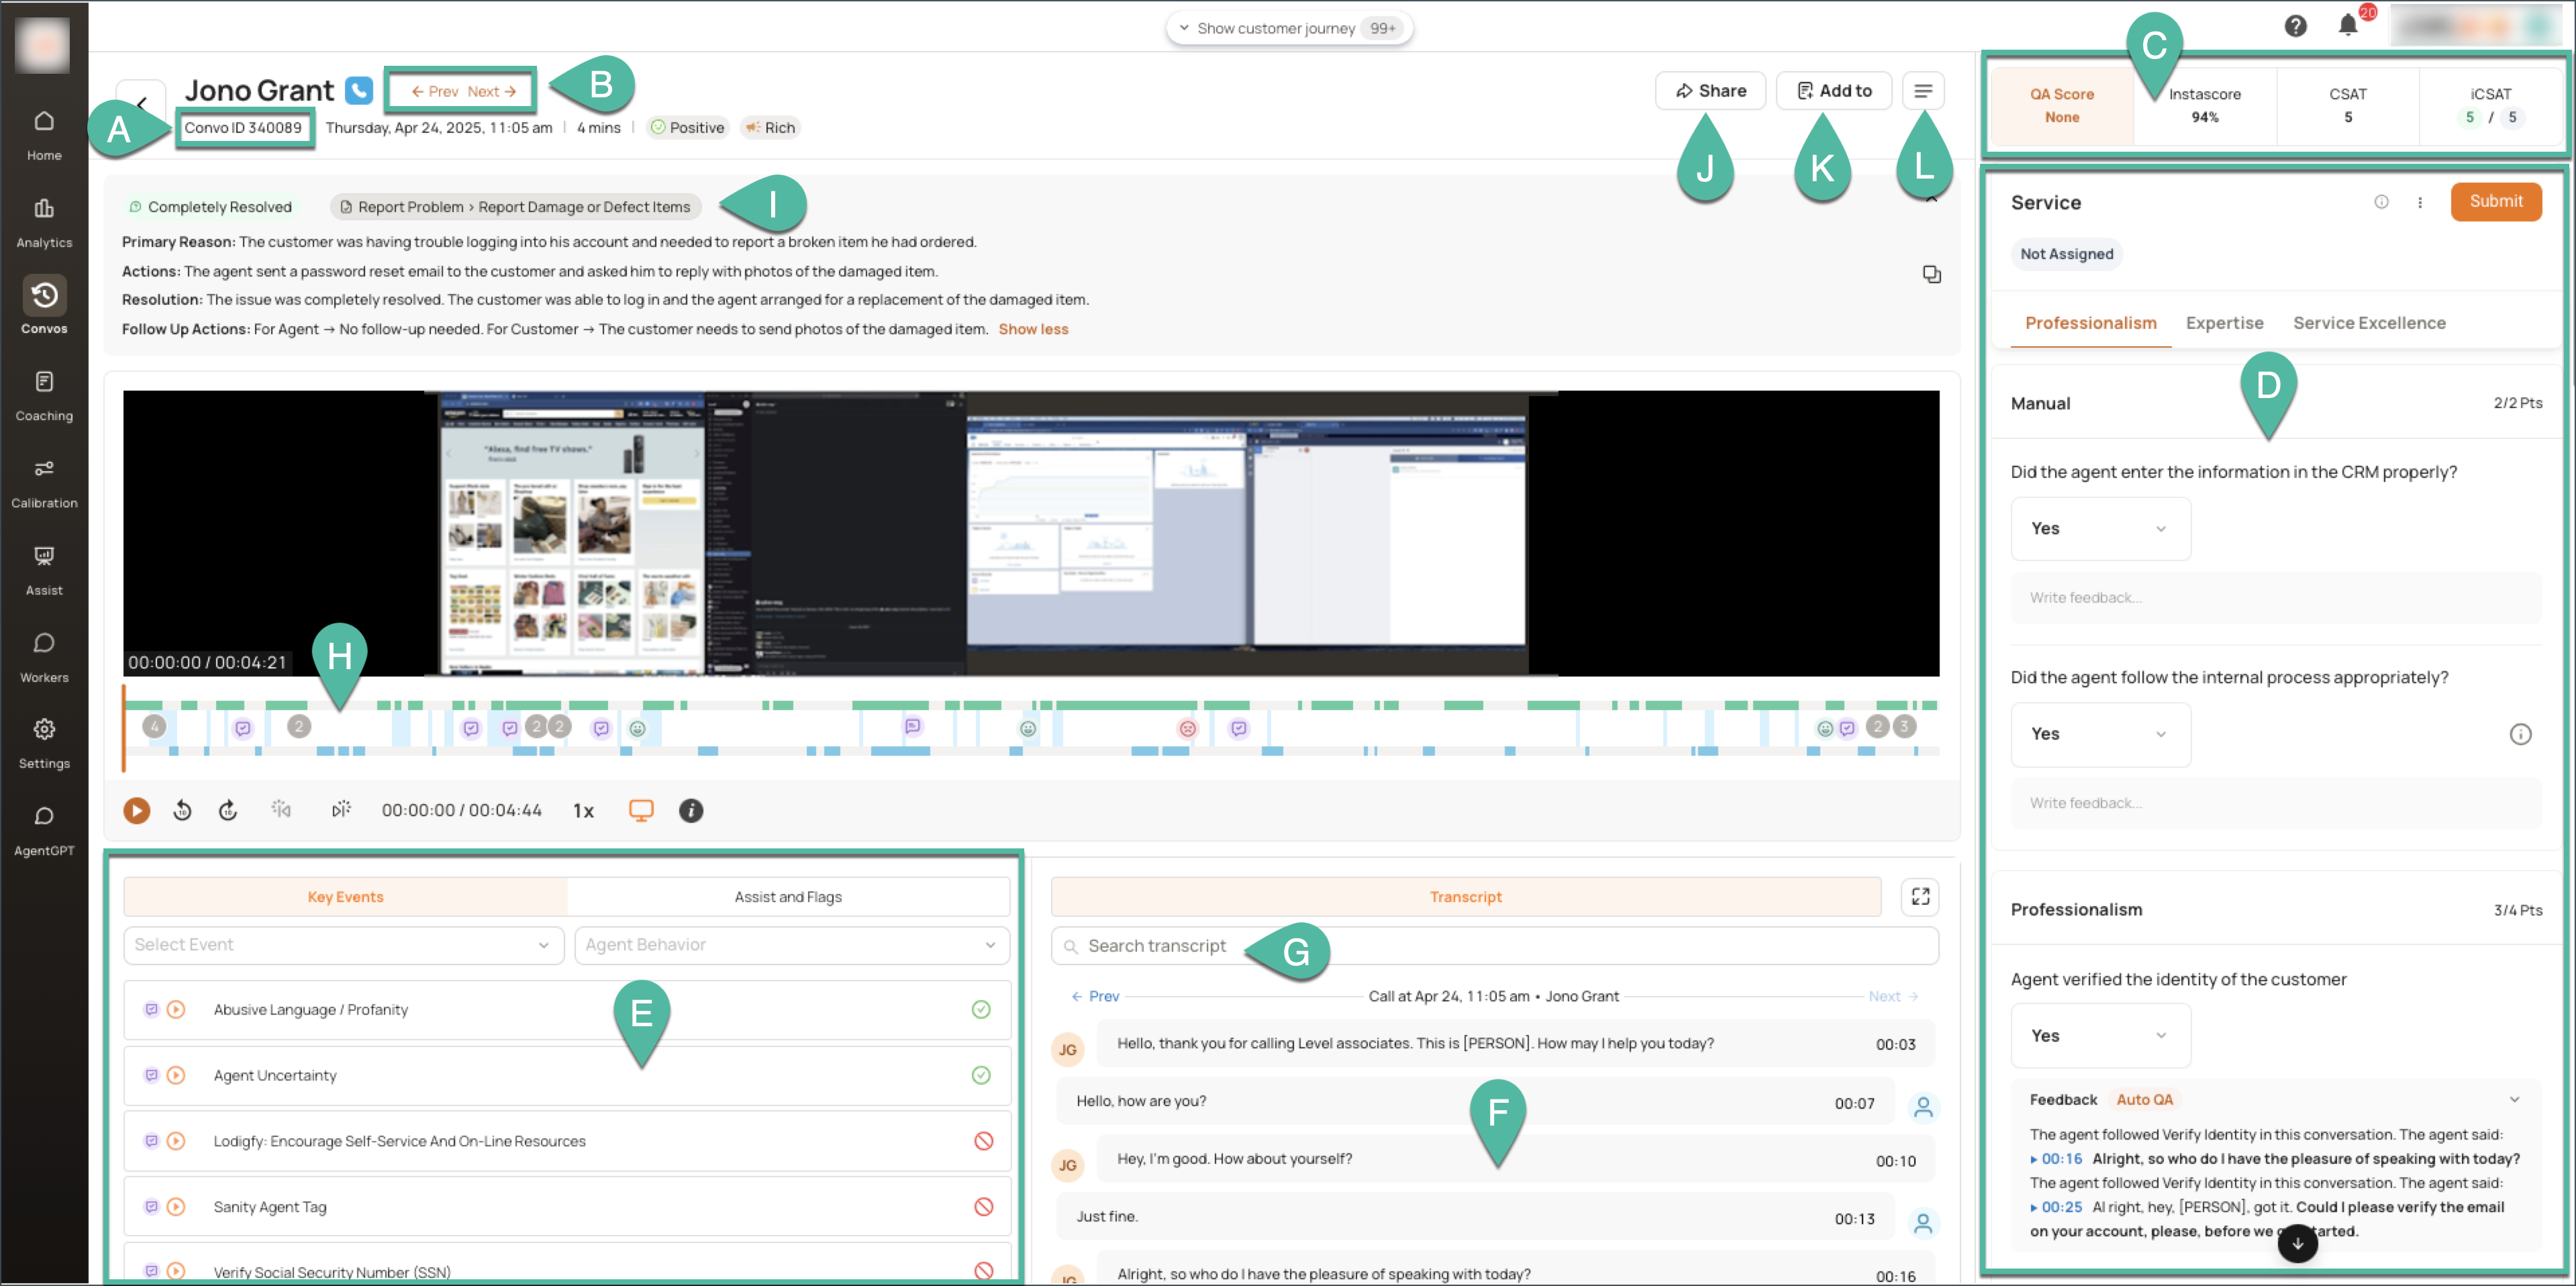 Show customer journey 99+
20
Home
Analytics
Convos
Coaching
Calibration
Assist
Workers
Settings
AgentGPT
Jono Grant
← Prev Next →
B
A
Convo ID 340089
Thursday, Apr 24, 2025, 11:05 am | 4 mins | Positive Rich
Share
Add to
J
K
L
Completely Resolved
Report Problem > Report Damage or Defect Items
I
Primary Reason: The customer was having trouble logging into his account and needed to report a broken item he had ordered.
Actions: The agent sent a password reset email to the customer and asked him to reply with photos of the damaged item.
Resolution: The issue was completely resolved. The customer was able to log in and the agent arranged for a replacement of the damaged item.
Follow Up Actions: For Agent → No follow-up needed. For Customer → The customer needs to send photos of the damaged item. Show less
"Alexa, find free TV shows."
00:00:00 / 00:04:21
H
4 2 2 2 2 3
10 10 00:00:00 / 00:04:44 1x
Key Events
Assist and Flags
Select Event
Agent Behavior
Abusive Language / Profanity
E
Agent Uncertainty
Lodigfy: Encourage Self-Service And On-Line Resources
Sanity Agent Tag
Verify Social Security Number (SSN)
Transcript
Search transcript
G
← Prev Call at Apr 24, 11:05 am • Jono Grant Next →
JG Hello, thank you for calling Level associates. This is [PERSON]. How may I help you today? 00:03
Hello, how are you? 00:07
F
JG Hey, I'm good. How about yourself? 00:10
Just fine. 00:13
JG Alright, so who do I have the pleasure of speaking with today? 00:16
C
QA Score
None
Instascore
94%
CSAT
5
iCSAT
5 / 5
Service
Submit
Not Assigned
Professionalism Expertise Service Excellence
D
Manual 2/2 Pts
Did the agent enter the information in the CRM properly?
Yes
Write feedback...
Did the agent follow the internal process appropriately?
Yes
Write feedback...
Professionalism 3/4 Pts
Agent verified the identity of the customer
Yes
Feedback Auto QA
The agent followed Verify Identity in this conversation. The agent said:
00:16 Alright, so who do I have the pleasure of speaking with today?
The agent followed Verify Identity in this conversation. The agent said:
00:25 Al right, hey, [PERSON], got it. Could I please verify the email
on your account, please, before we